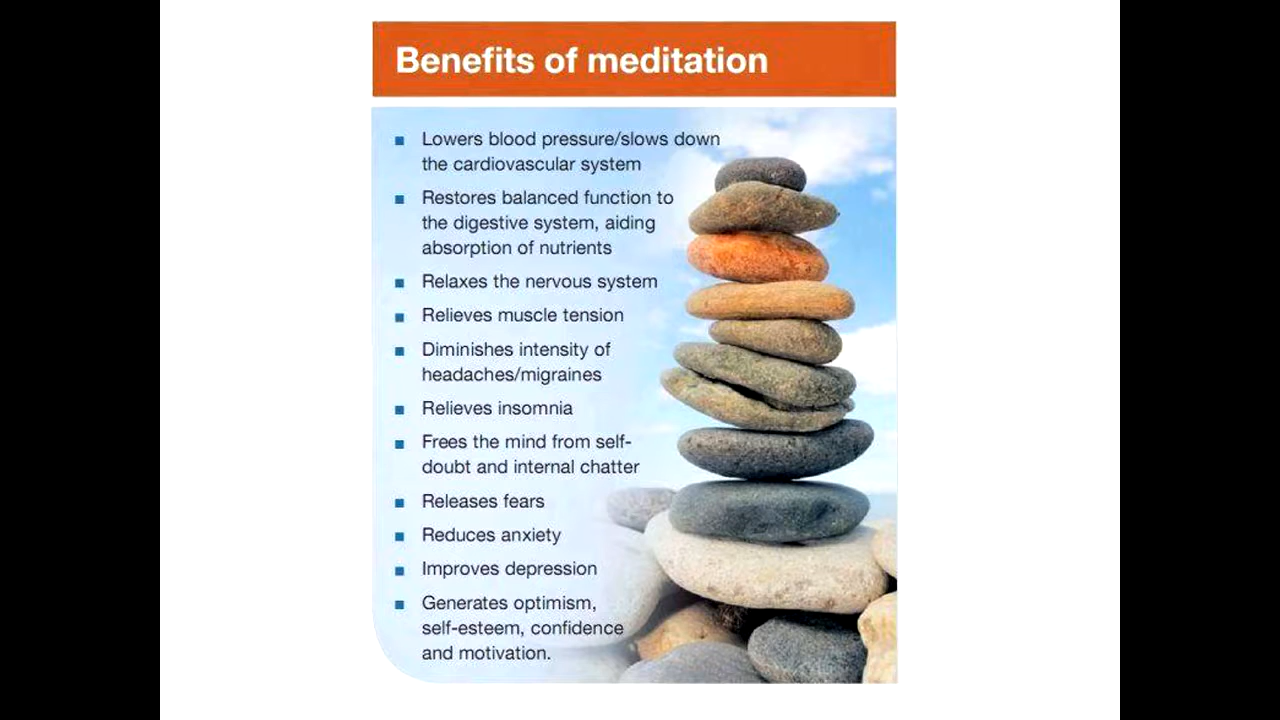 Benefits of meditation
Lowers blood pressure/slows down
the cardiovascular system
Restores balanced function to
the digestive system, aiding
absorption of nutrients
Relaxes the nervous system
Relieves muscle tension
Diminishes intensity of
headaches/migraines
Relieves insomnia
Frees the mind from self-
doubt and internal chatter
Releases fears
Reduces anxiety
Improves depression
Generates optimism,
self-esteem, confidence
and motivation.